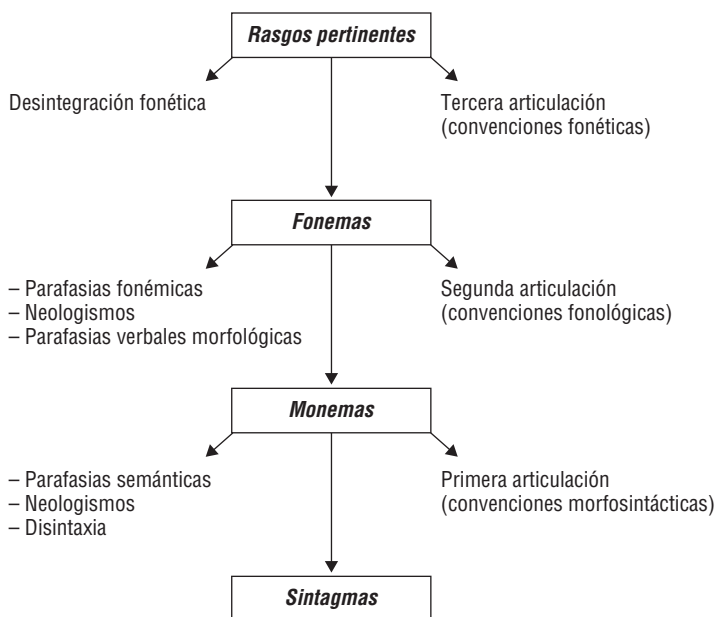 Rasgos pertinentes
Desintegración fonética
Tercera articulación
(convenciones fonéticas)
Fonemas
– Parafasias fonémicas
– Neologismos
– Parafasias verbales morfológicas
Segunda articulación
(convenciones fonológicas)
Monemas
– Parafasias semánticas
– Neologismos
– Disintaxia
Primera articulación
(convenciones morfosintácticas)
Sintagmas